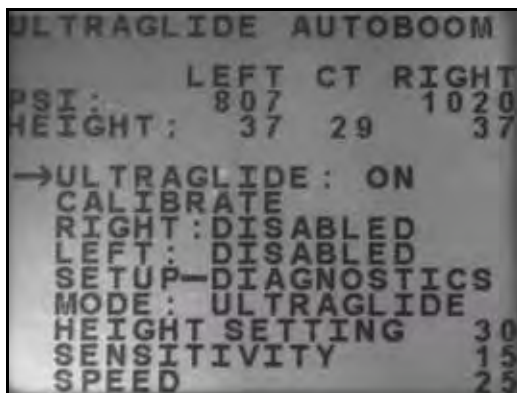 ULTRAGLIDE AUTOBOOM
LEFT CT RIGHT
PSI: 807 1020
HEIGHT: 37 29 37
→ULTRAGLIDE: ON
CALIBRATE
RIGHT:DISABLED
LEFT: DISABLED
SETUP-DIAGNOSTICS
MODE: ULTRAGLIDE
HEIGHT SETTING 30
SENSITIVITY 15
SPEED 25